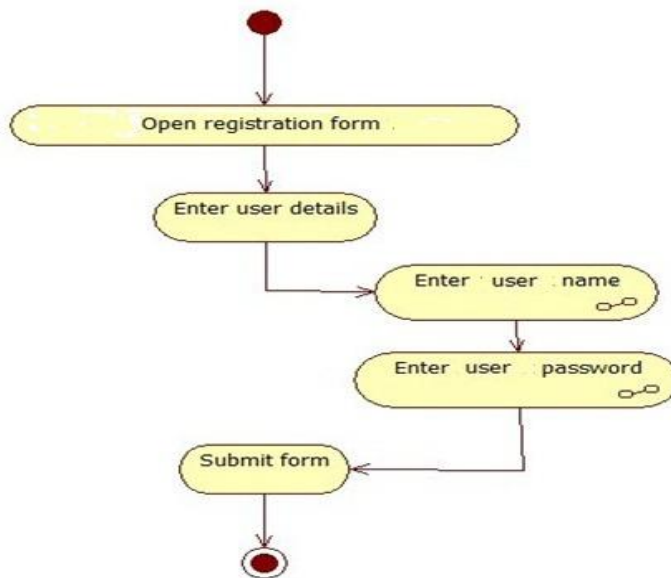 Open registration form
Enter user details
Enter user name
Enter user password
Submit form